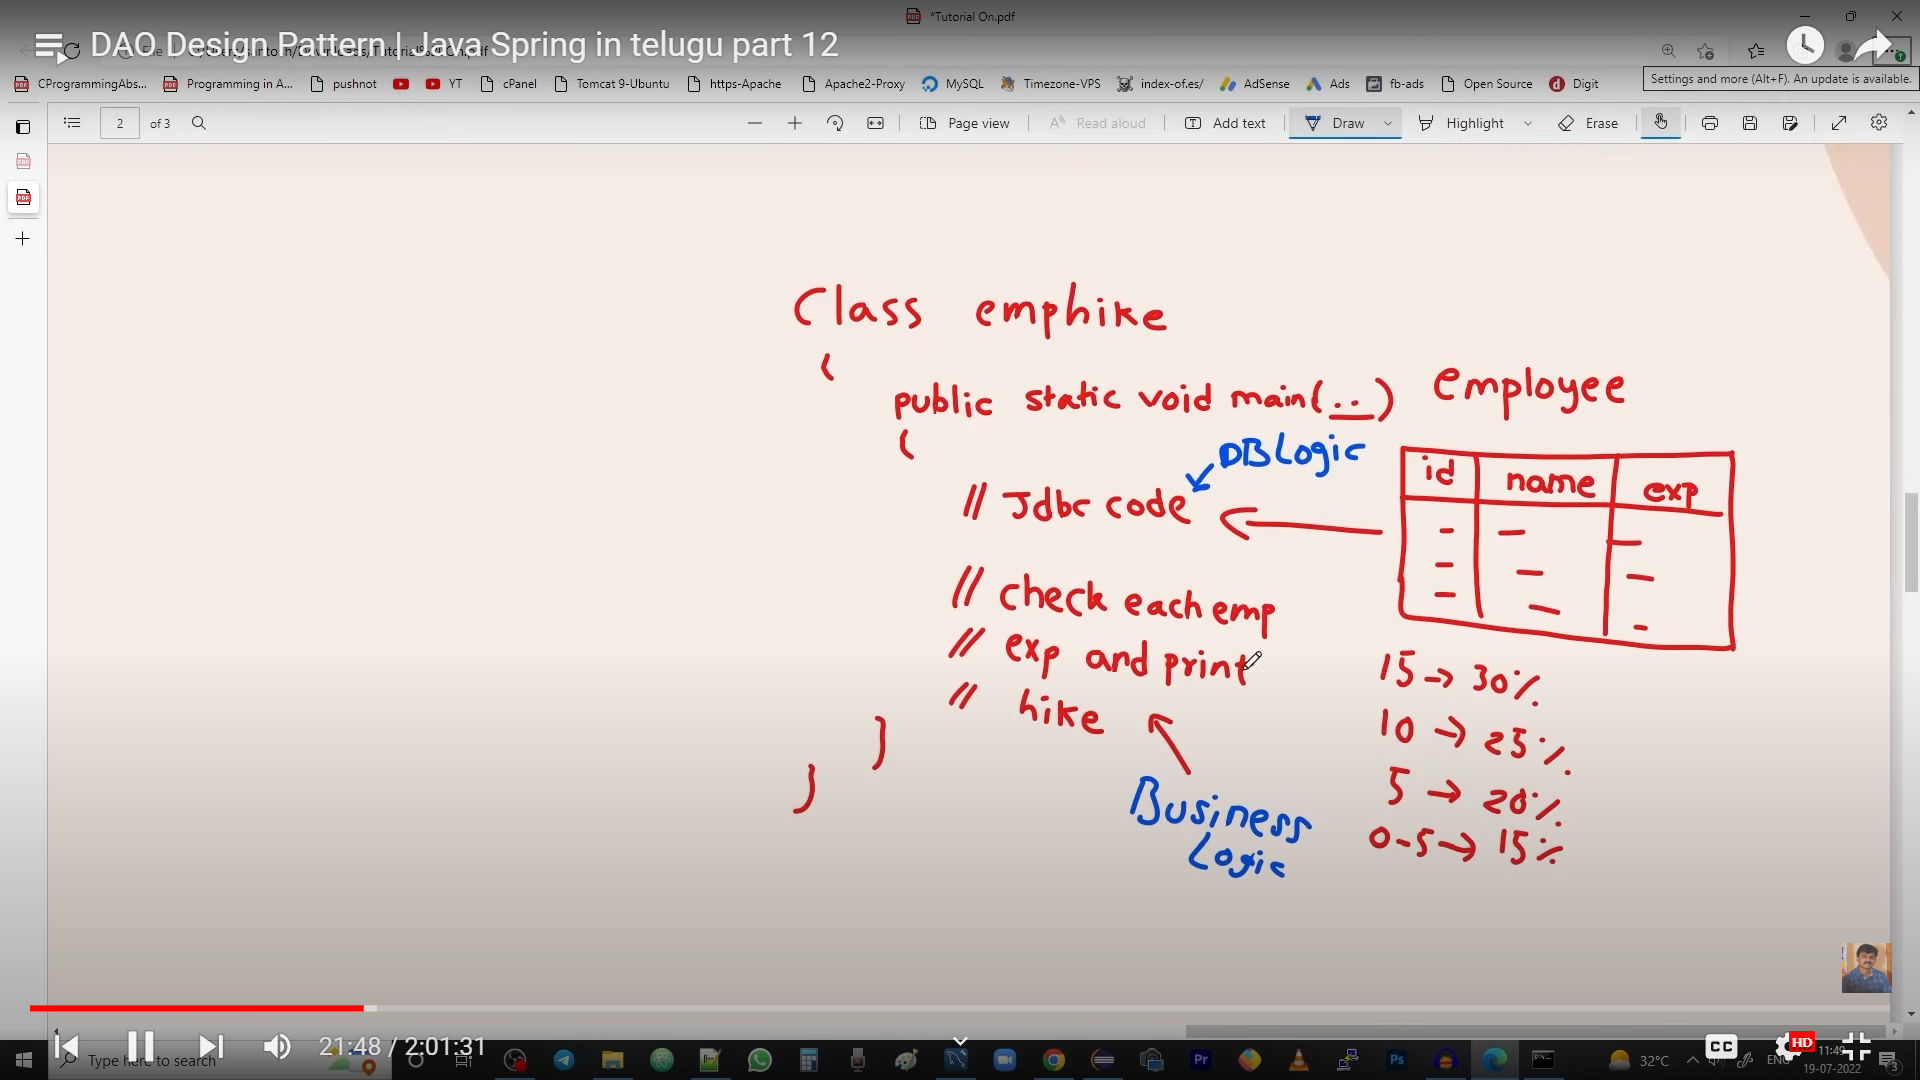 *Tutorial On.pdf
DAO Design Pattern | Java Spring in telugu part 12
Settings and more (Alt+F). An update is available.
CProgrammingAbs... Programming in A... pushnot YT cPanel Tomcat 9-Ubuntu https-Apache Apache2-Proxy MySQL Timezone-VPS index-of.es/ AdSense Ads fb-ads Open Source Digit
2 of 3 Page view Read aloud Add text Draw Highlight Erase
Class emphike
(
public static void main(..)
(
DB Logic
// Jdbc code
// check each emp
// exp and print
// hike
}
}
Business
Logic
employee
id name exp
15 → 30%
10 → 25%
5 → 20%
0-5 → 15%
21:48 / 2:01:31
CC
HD
Type here to search
32°C
ENG
11:49
19-07-2022
3